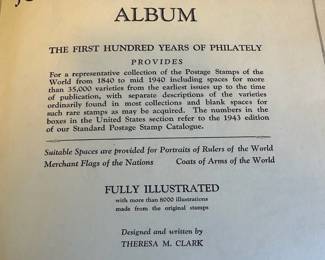 ALBUM
THE FIRST HUNDRED YEARS OF PHILATELY
PROVIDES
For a representative collection of the Postage Stamps of the
World from 1840 to mid 1940 including spaces for more
than 35,000 varieties from the earliest issues up to the time
of publication, with separate descriptions of the varieties
ordinarily found in most collections and blank spaces for
such rare stamps as may be acquired. The numbers in the
boxes in the United States section refer to the 1943 edition
of our Standard Postage Stamp Catalogue.
Suitable Spaces are provided for Portraits of Rulers of the World
Merchant Flags of the Nations Coats of Arms of the World
FULLY ILLUSTRATED
with more than 8000 illustrations
made from the original stamps
Designed and written by
THERESA M. CLARK